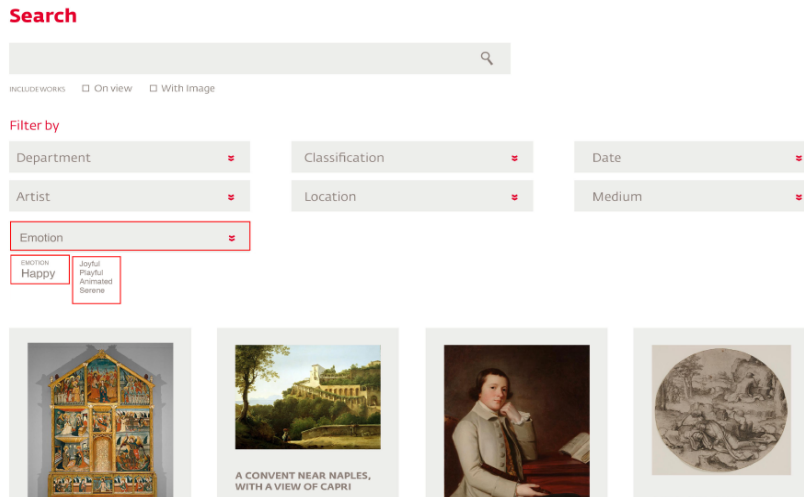 Search
INCLUDE WORKS On view With Image
Filter by
Department Classification Date
Artist Location Medium
Emotion
EMOTION
Happy
Joyful
Playful
Animated
Serene
A CONVENT NEAR NAPLES,
WITH A VIEW OF CAPRI